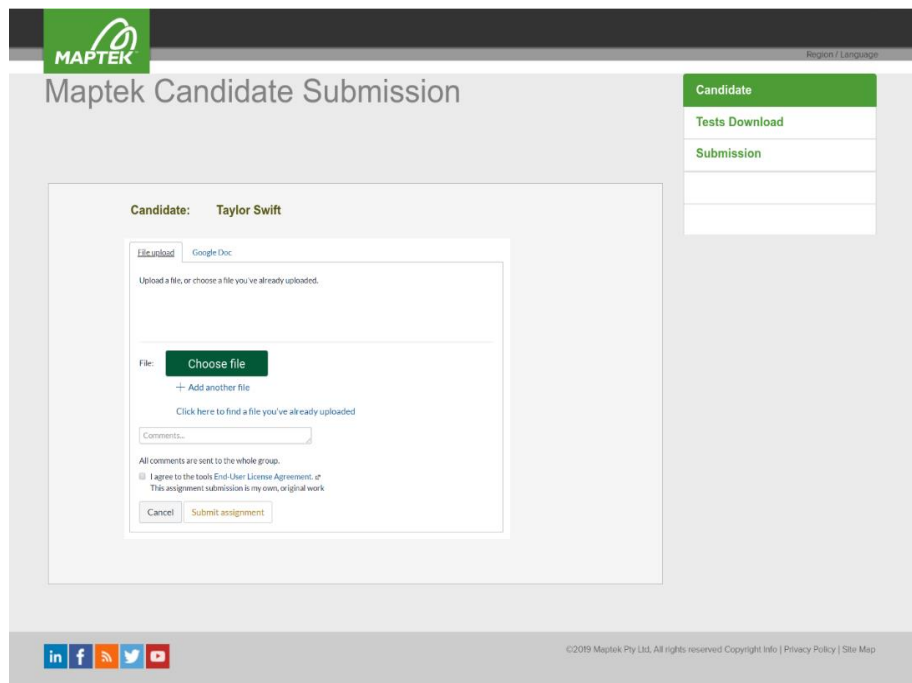 MAPTEK
Region / Language
Maptek Candidate Submission
Candidate
Tests Download
Submission
Candidate: Taylor Swift
File upload Google Doc
Upload a file, or choose a file you've already uploaded.
File: Choose file
+ Add another file
Click here to find a file you've already uploaded
Comments...
All comments are sent to the whole group.
I agree to the tools End-User License Agreement.
This assignment submission is my own, original work
Cancel Submit assignment
in f
©2019 Maptek Pty Ltd, All rights reserved Copyright Info | Privacy Policy | Site Map